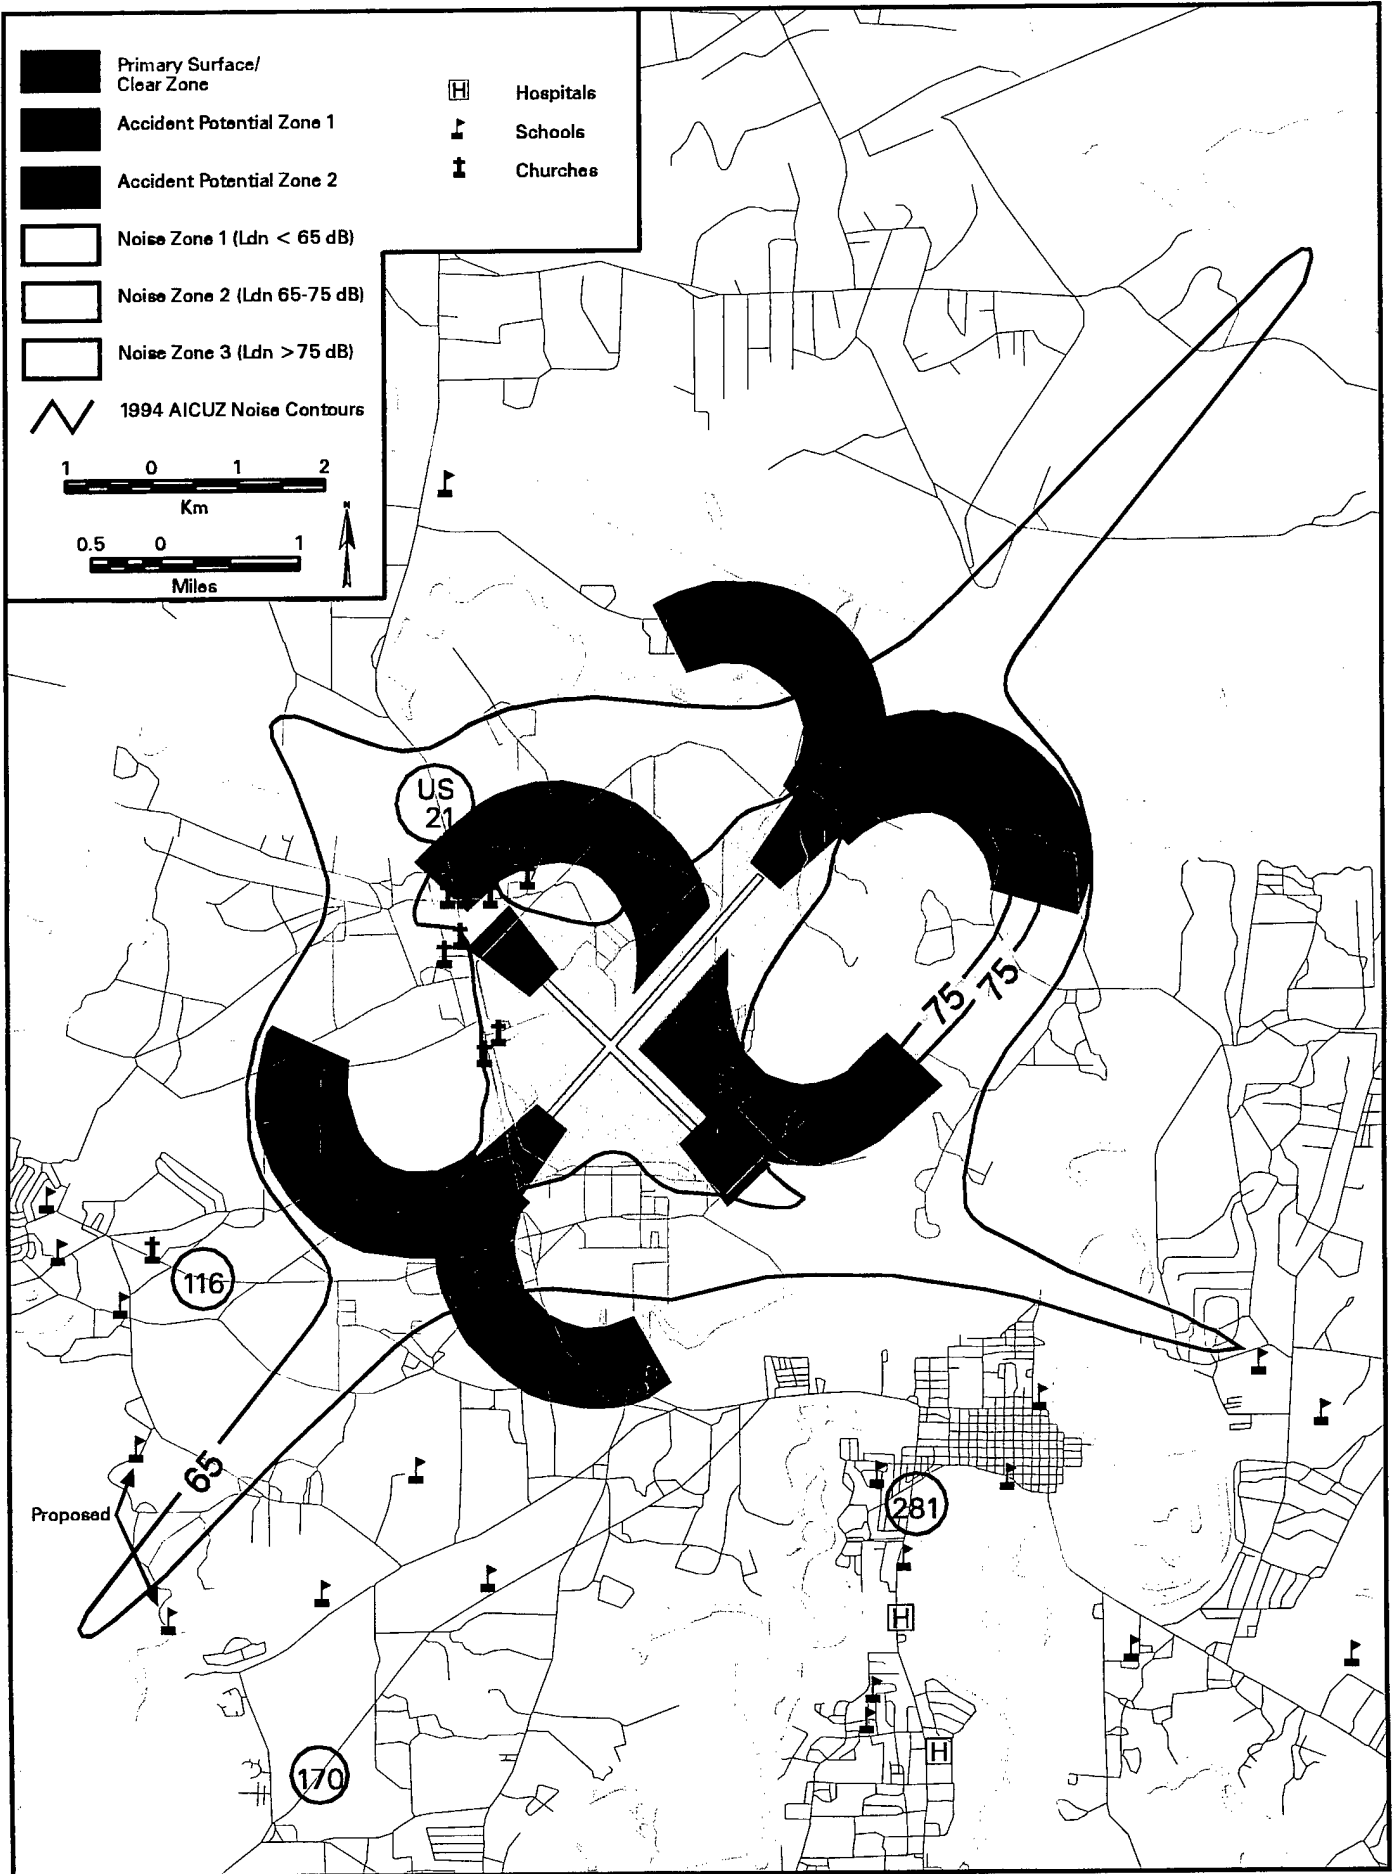 Primary Surface/
Clear Zone
Accident Potential Zone 1
Accident Potential Zone 2
Noise Zone 1 (Ldn < 65 dB)
Noise Zone 2 (Ldn 65-75 dB)
Noise Zone 3 (Ldn >75 dB)
1994 AICUZ Noise Contours
H Hospitals
Schools
Churches
1 0 1 2
Km
0.5 0 1
Miles
N
US
21
75
75
116
65
Proposed
281
H
H
170